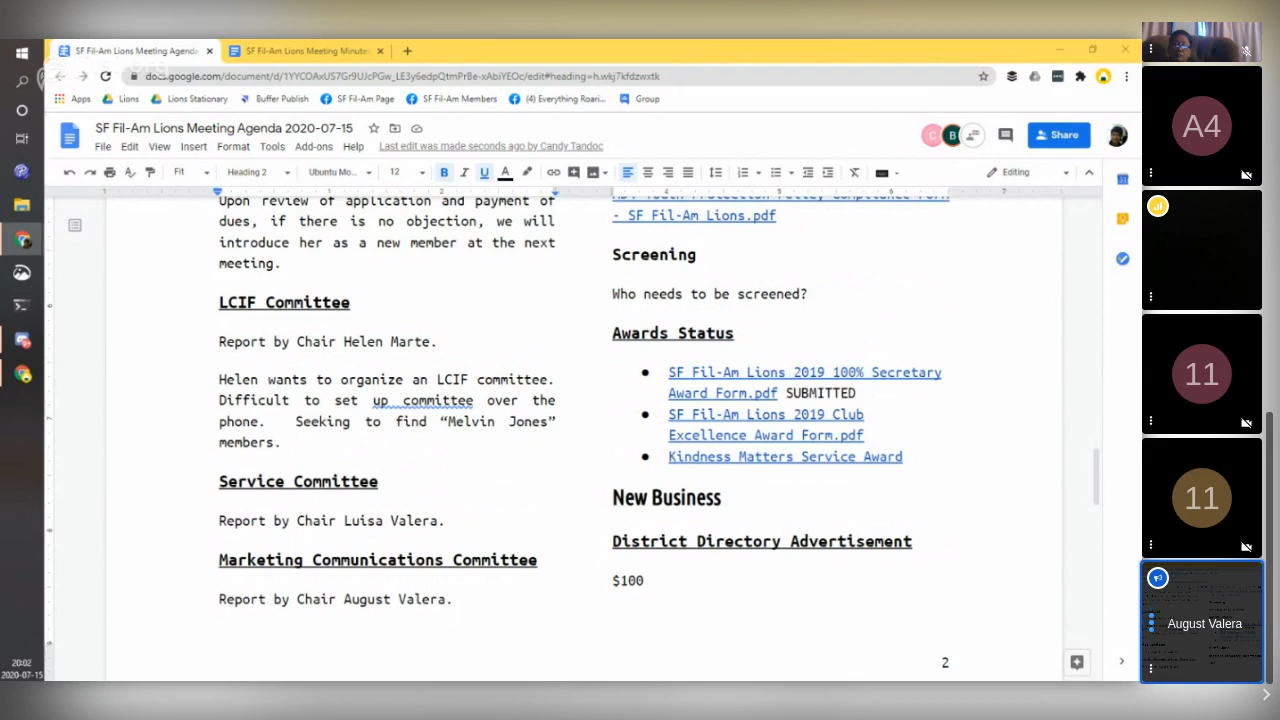 SF Fil-Am Lions Meeting Agenda
SF Fil-Am Lions Meeting Minute
docs.google.com/document/d/1YYCOAxUS7Gr9UJcPGw_LE3y6edpQtmPrBe-xAbiYEOc/edit#heading=h.wkj7kfdzwxtk
Apps
Lions
Lions Stationary
Buffer Publish
SF Fil-Am Page
SF Fil-Am Members
(4) Everything Roari...
Group
SF Fil-Am Lions Meeting Agenda 2020-07-15
C
B
Share
File Edit View Insert Format Tools Add-ons Help
Last edit was made seconds ago by Candy Tandoc
Fit
Heading 2
Ubuntu Mo...
12
B
I
U
A
Editing
Upon review of application and payment of
dues, if there is no objection, we will
introduce her as a new member at the next
meeting.
LCIF Committee
Report by Chair Helen Marte.
Helen wants to organize an LCIF committee.
Difficult to set up committee over the
phone. Seeking to find “Melvin Jones”
members.
Service Committee
Report by Chair Luisa Valera.
Marketing Communications Committee
Report by Chair August Valera.
Youth Protection Policy Compliance Form
- SF Fil-Am Lions.pdf
Screening
Who needs to be screened?
Awards Status
● SF Fil-Am Lions 2019 100% Secretary
Award Form.pdf SUBMITTED
● SF Fil-Am Lions 2019 Club
Excellence Award Form.pdf
● Kindness Matters Service Award
New Business
District Directory Advertisement
$100
2
20:02
2020-07-15
A4
11
11
August Valera